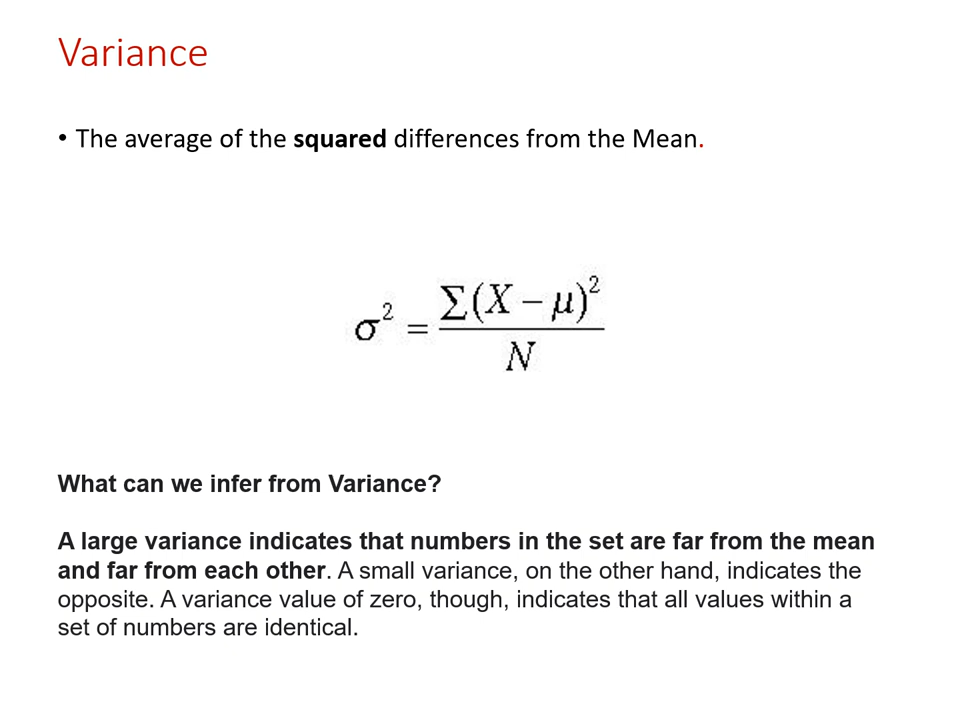 Variance
• The average of the squared differences from the Mean.
σ² = Σ(X − μ)² / N
What can we infer from Variance?
A large variance indicates that numbers in the set are far from the mean
and far from each other. A small variance, on the other hand, indicates the
opposite. A variance value of zero, though, indicates that all values within a
set of numbers are identical.